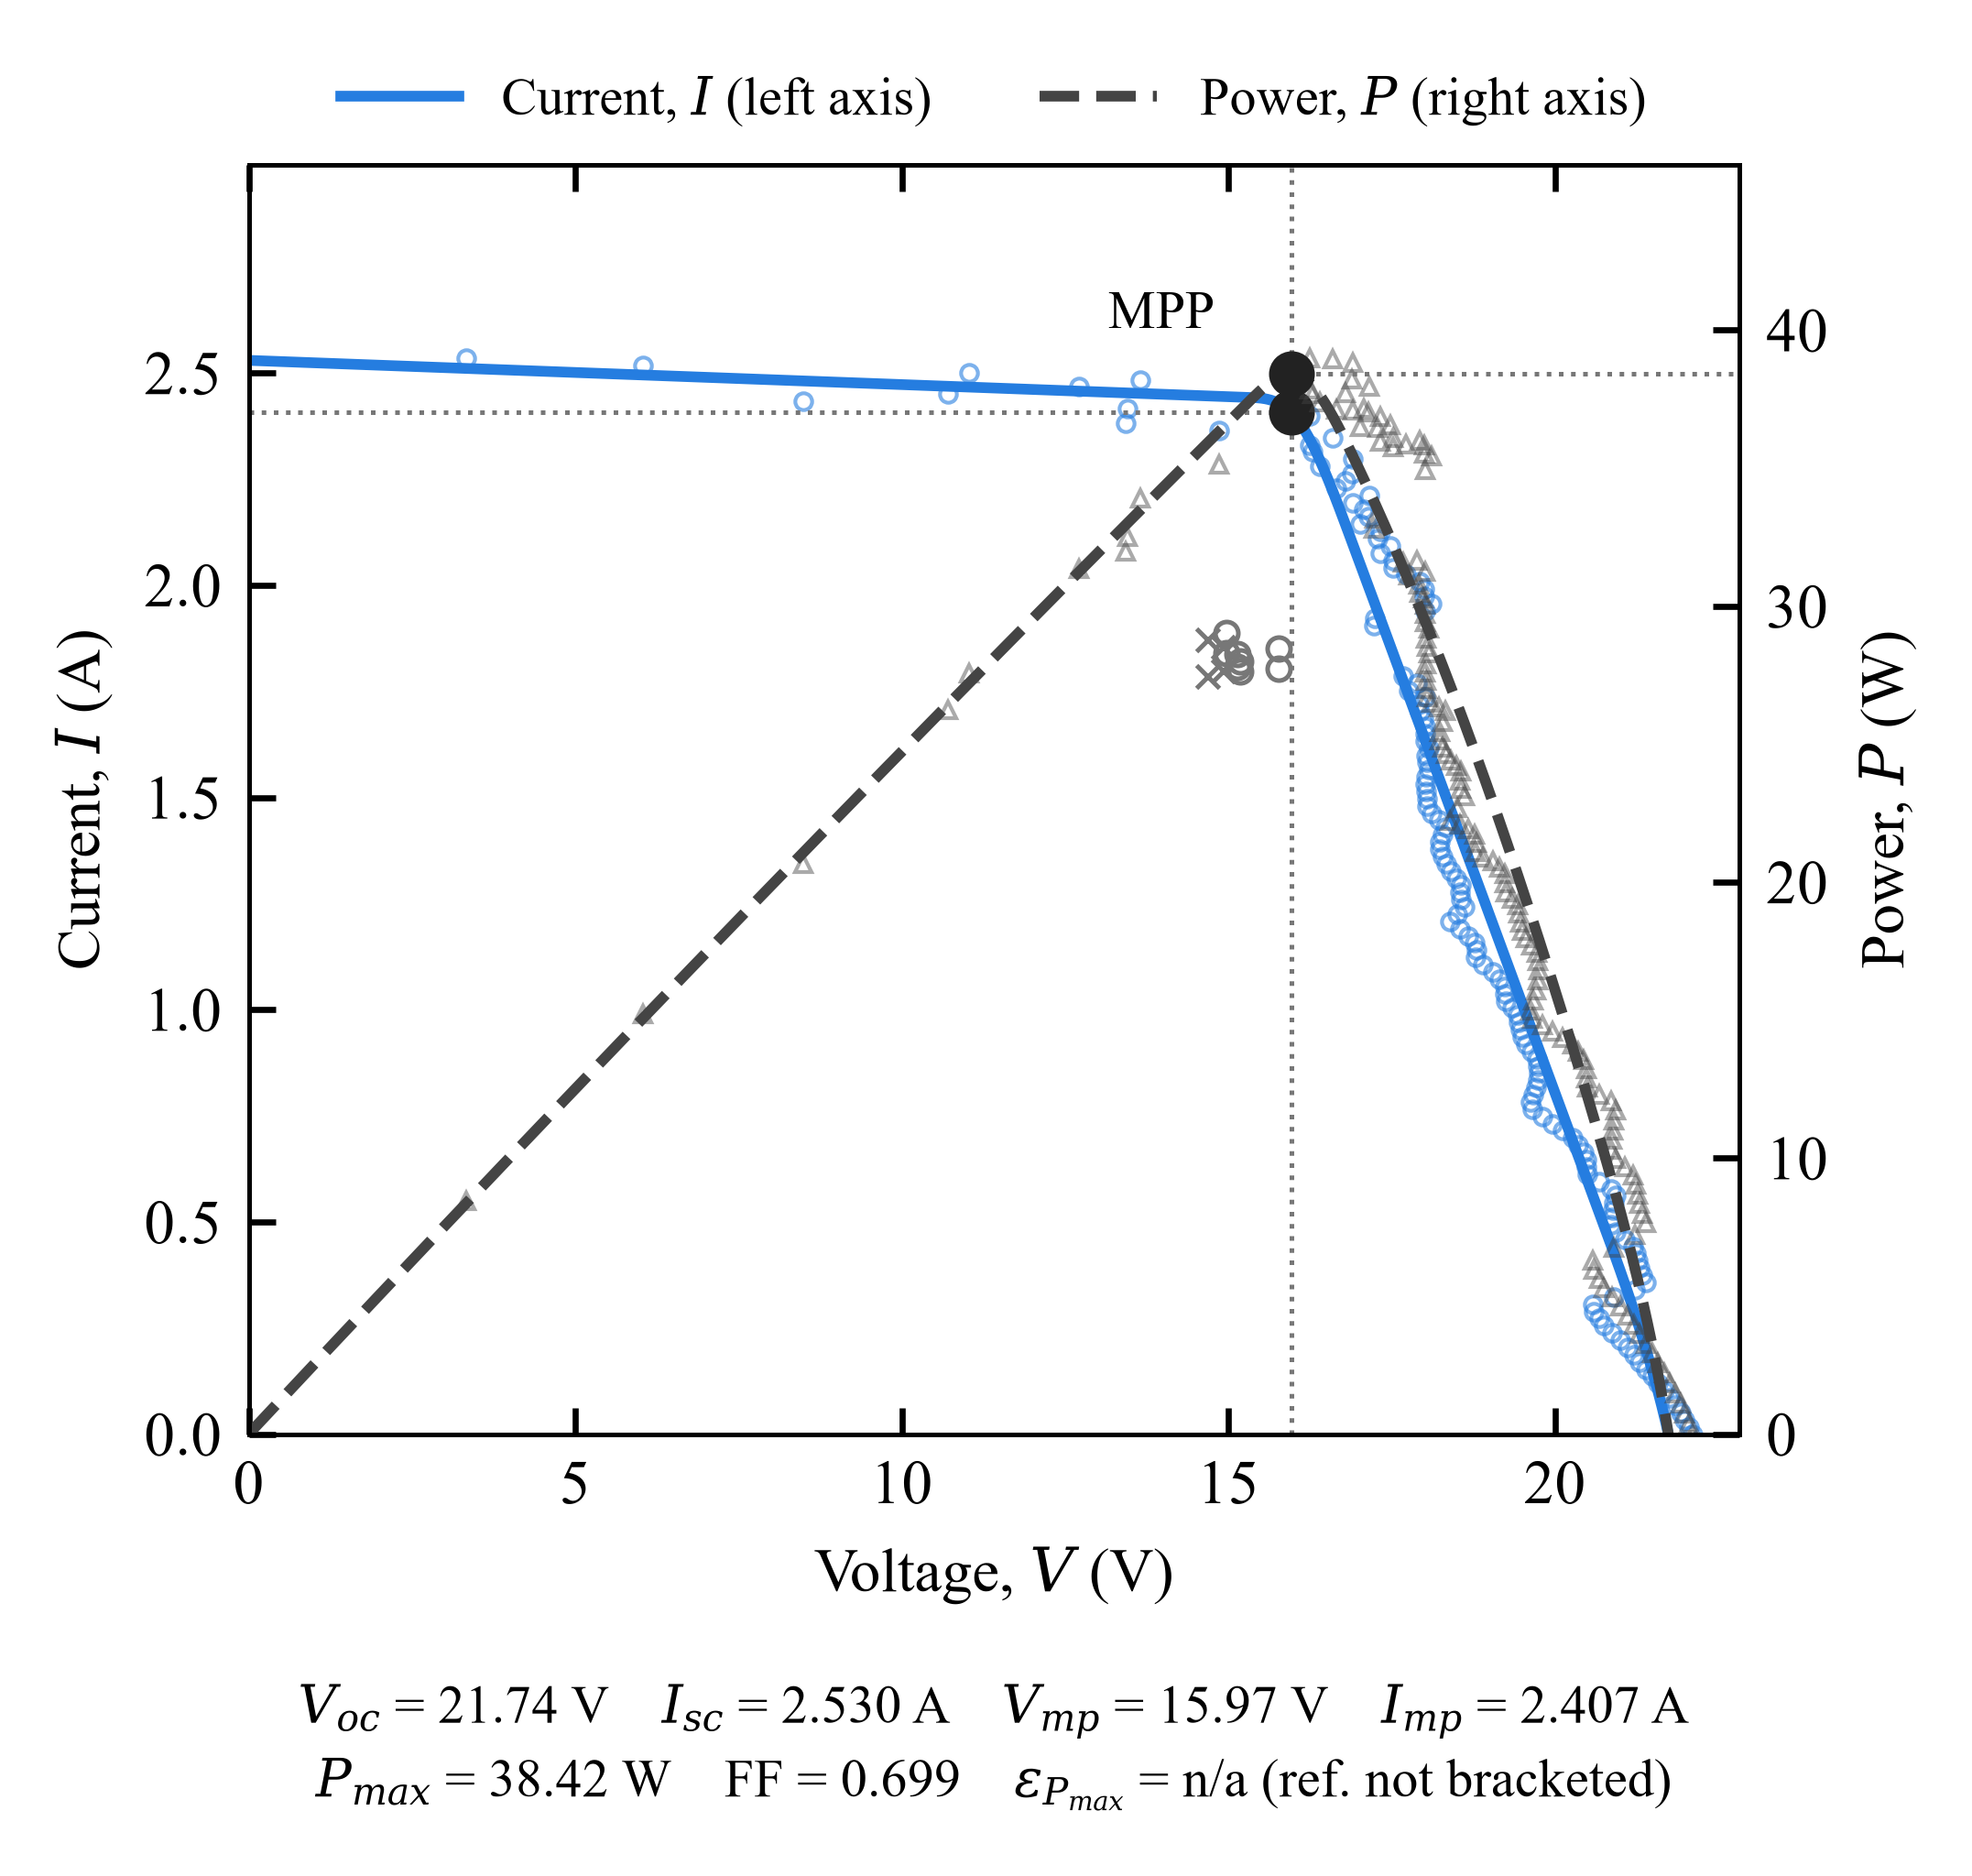 Current, I (left axis) Power, P (right axis)
MPP
2.5
2.0
1.5
1.0
0.5
0.0
Current, I (A)
40
30
20
10
0
Power, P (W)
0 5 10 15 20
Voltage, V (V)
V_oc = 21.74 V I_sc = 2.530 A V_mp = 15.97 V I_mp = 2.407 A
P_max = 38.42 W FF = 0.699 ε_P_max = n/a (ref. not bracketed)